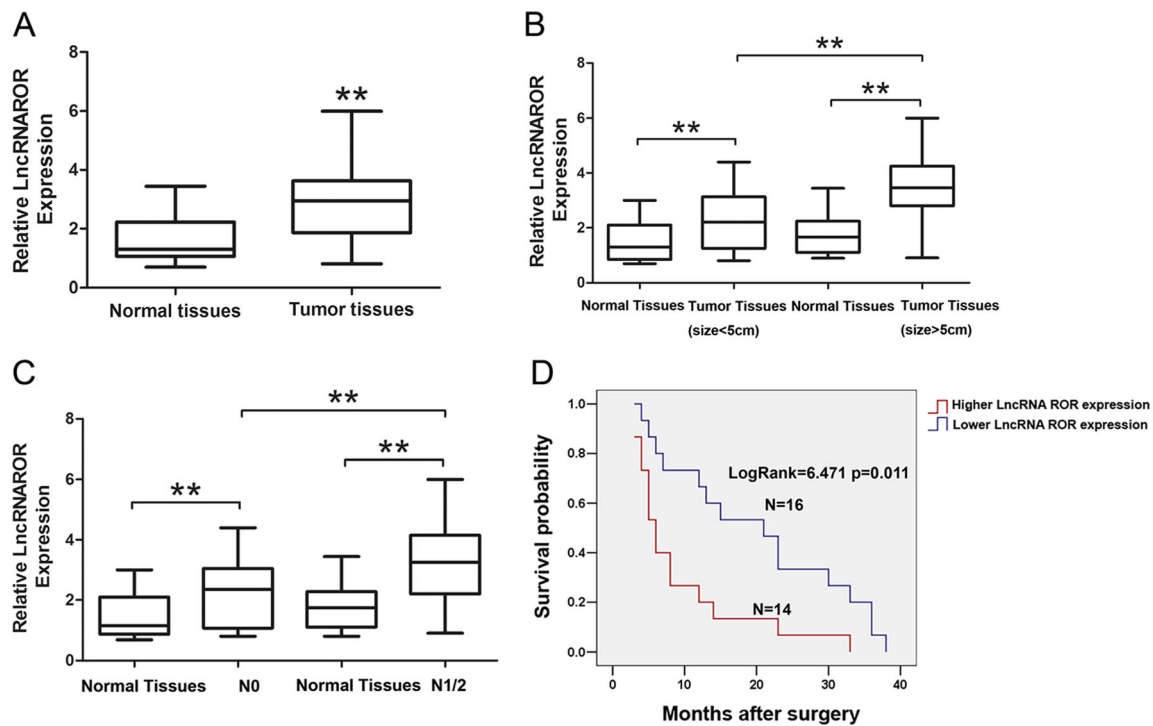 A
Relative LncRNAROR
Expression
8
6
4
2
0
**
Normal tissues
Tumor tissues
B
Relative LncRNAROR
Expression
8
6
4
2
0
**
**
**
Normal Tissues
Tumor Tissues
(size<5cm)
Normal Tissues
Tumor Tissues
(size>5cm)
C
Relative LncRNAROR
Expression
8
6
4
2
0
**
**
**
Normal Tissues
N0
Normal Tissues
N1/2
D
Survival probability
1.0
0.8
0.6
0.4
0.2
0.0
LogRank=6.471 p=0.011
N=16
N=14
0
10
20
30
40
Months after surgery
Higher LncRNA ROR expression
Lower LncRNA ROR expression